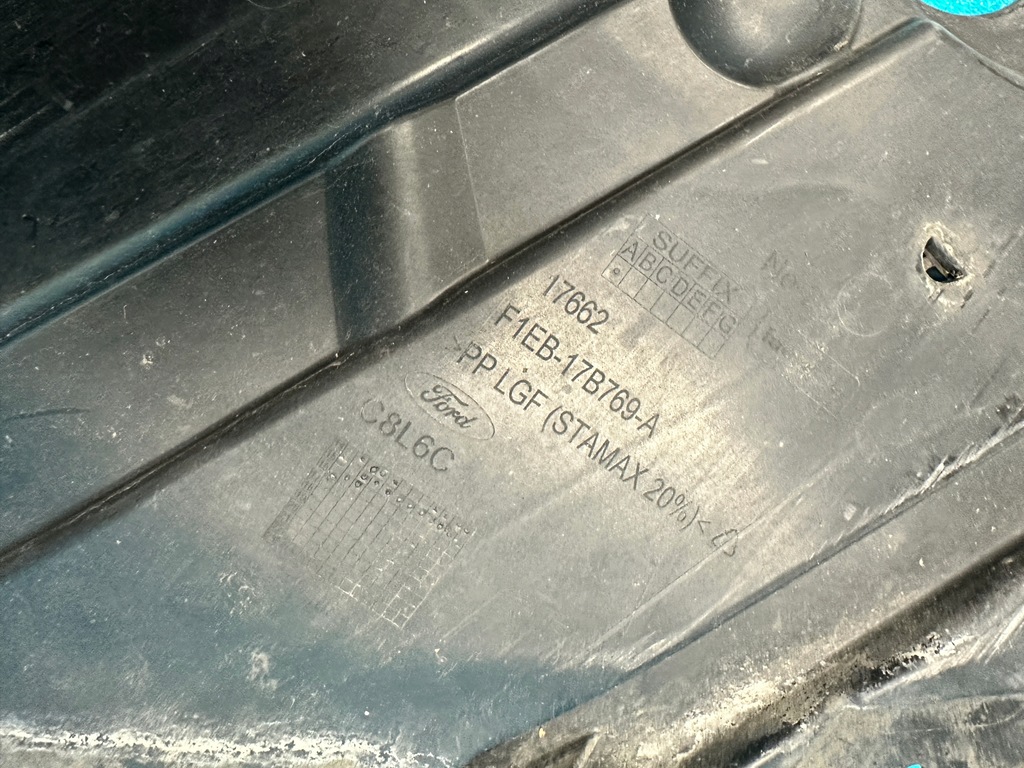 SUFFIX
ABCDEFG
17662
F1EB-17B769-A
>PP LGF (STAMAX 20%)<
Ford
C8L6C